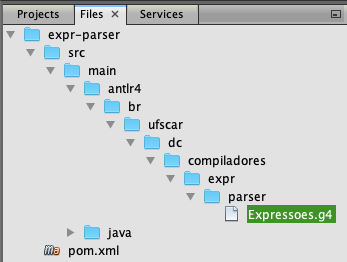 Projects Files × Services
expr-parser
src
main
antlr4
br
ufscar
dc
compiladores
expr
parser
Expressoes.g4
java
pom.xml